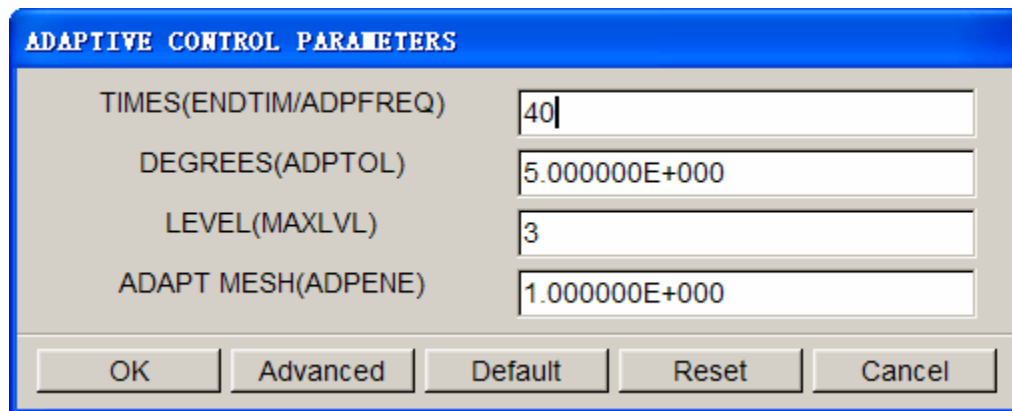 ADAPTIVE CONTROL PARAMETERS
TIMES(ENDTIM/ADPFREQ) 40
DEGREES(ADPTOL) 5.000000E+000
LEVEL(MAXLVL) 3
ADAPT MESH(ADPENE) 1.000000E+000
OK Advanced Default Reset Cancel